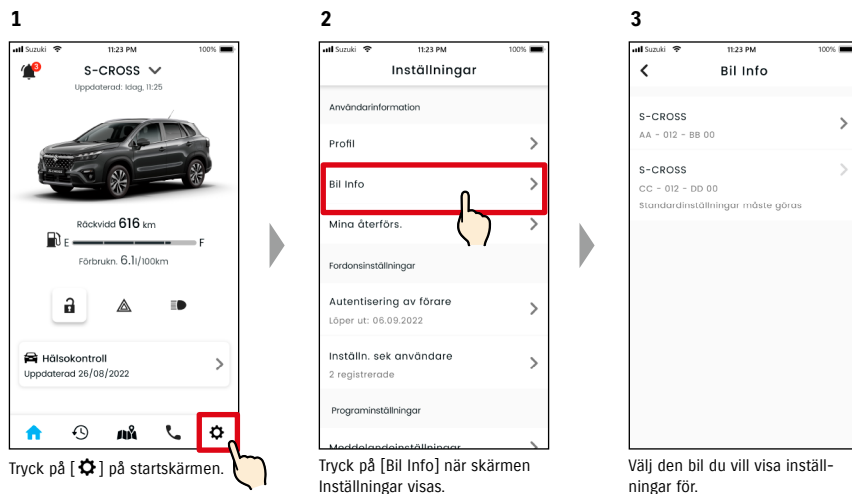 1
Suzuki 11:23 PM 100%
3
S-CROSS
Uppdaterad: Idag, 11:25
Räckvidd 616 km
E F
Förbrukn. 6.1l/100km
Hälsokontroll
Uppdaterad 26/08/2022
Tryck på [ ] på startskärmen.
2
Suzuki 11:23 PM 100%
Inställningar
Användarinformation
Profil
Bil Info
Mina återförs.
Fordonsinställningar
Autentisering av förare
Löper ut: 06.09.2022
Inställn. sek användare
2 registrerade
Programinställningar
Meddelandeinställningar
Tryck på [Bil Info] när skärmen
Inställningar visas.
3
Suzuki 11:23 PM 100%
Bil Info
S-CROSS
AA - 012 - BB 00
S-CROSS
CC - 012 - DD 00
Standardinställningar måste göras
Välj den bil du vill visa inställ-
ningar för.